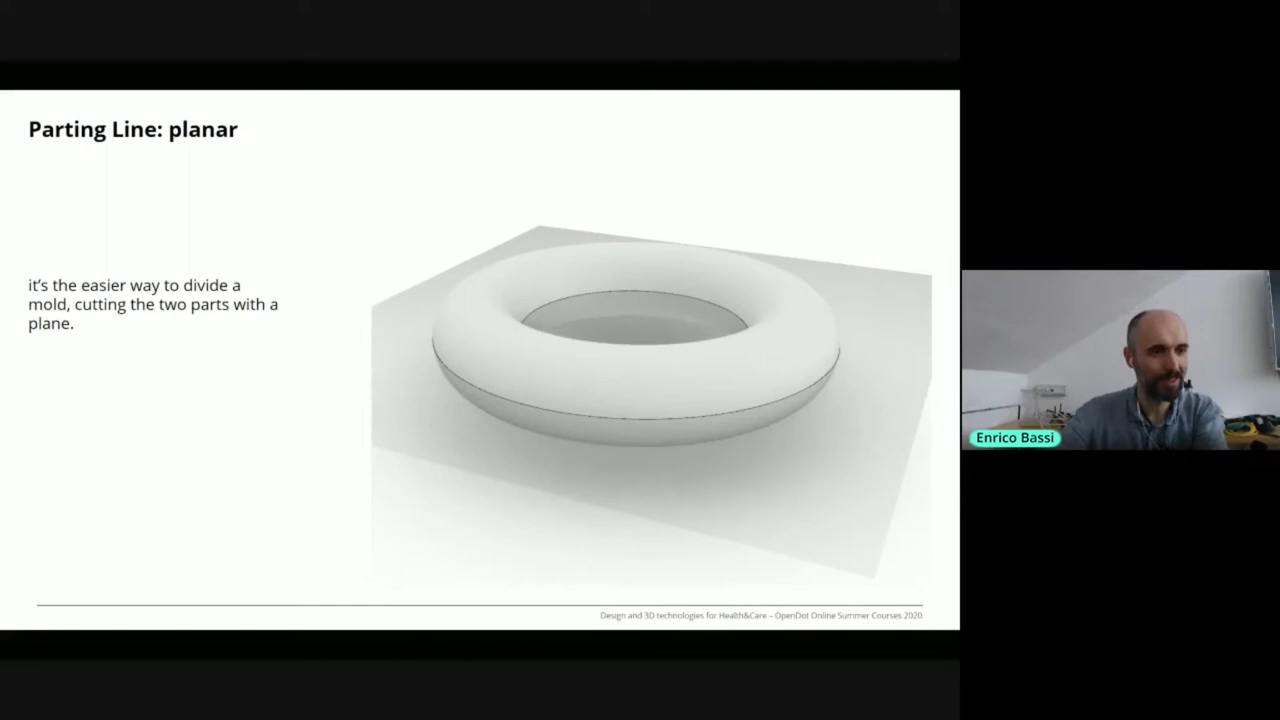 Parting Line: planar
it's the easier way to divide a
mold, cutting the two parts with a
plane.
Design and 3D technologies for Health&Care – OpenDot Online Summer Courses 2020
Enrico Bassi